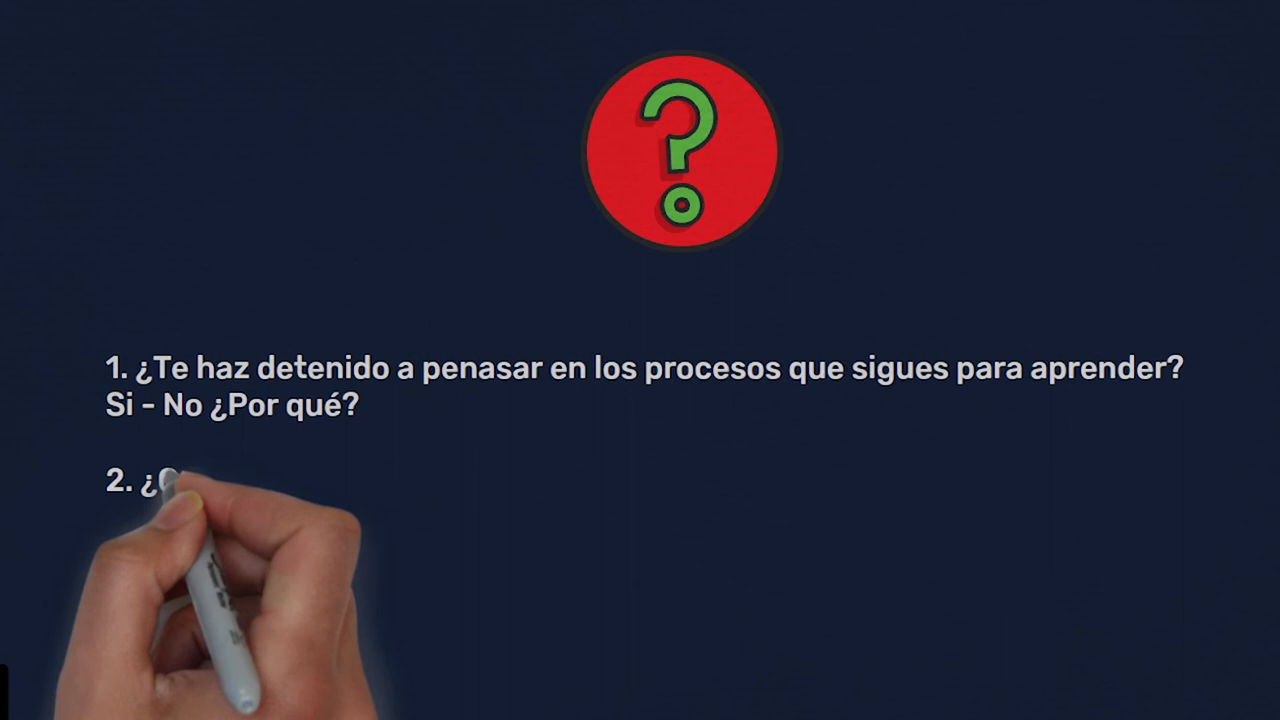 1. ¿Te haz detenido a penasar en los procesos que sigues para aprender?
Si - No ¿Por qué?
2. ¿